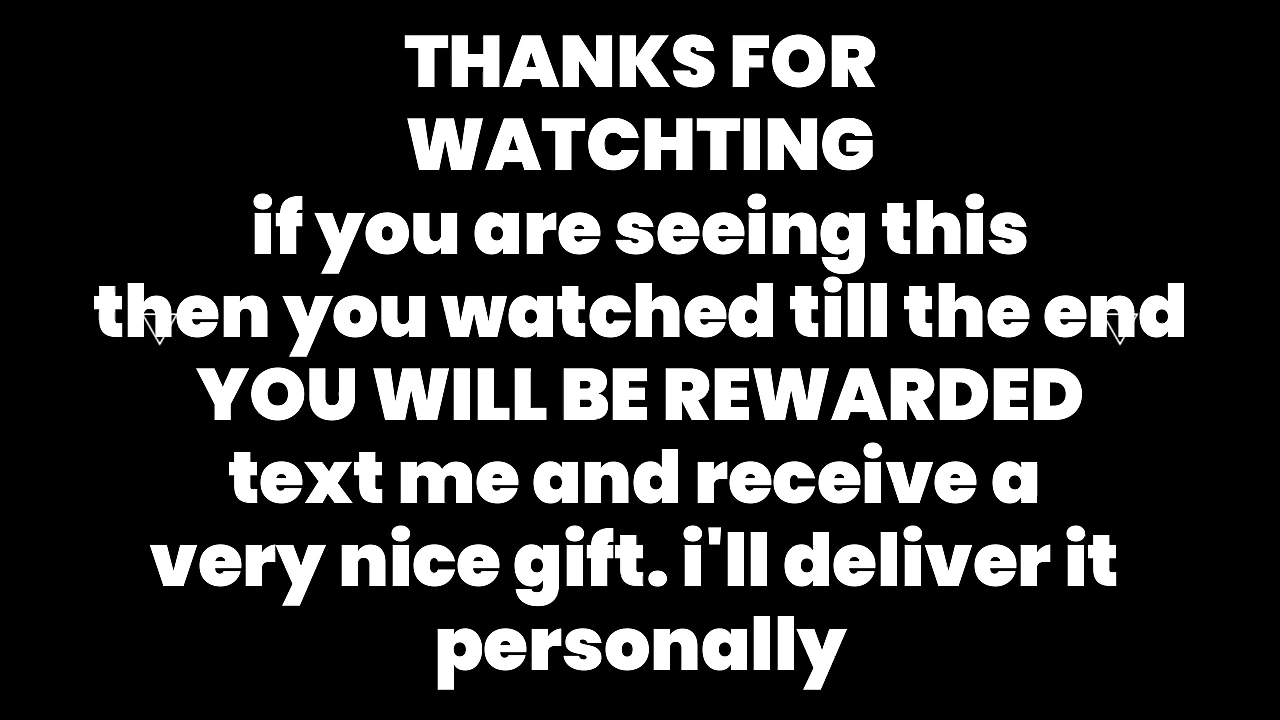 THANKS FOR
WATCHTING
if you are seeing this
then you watched till the end
YOU WILL BE REWARDED
text me and receive a
very nice gift. i'll deliver it
personally